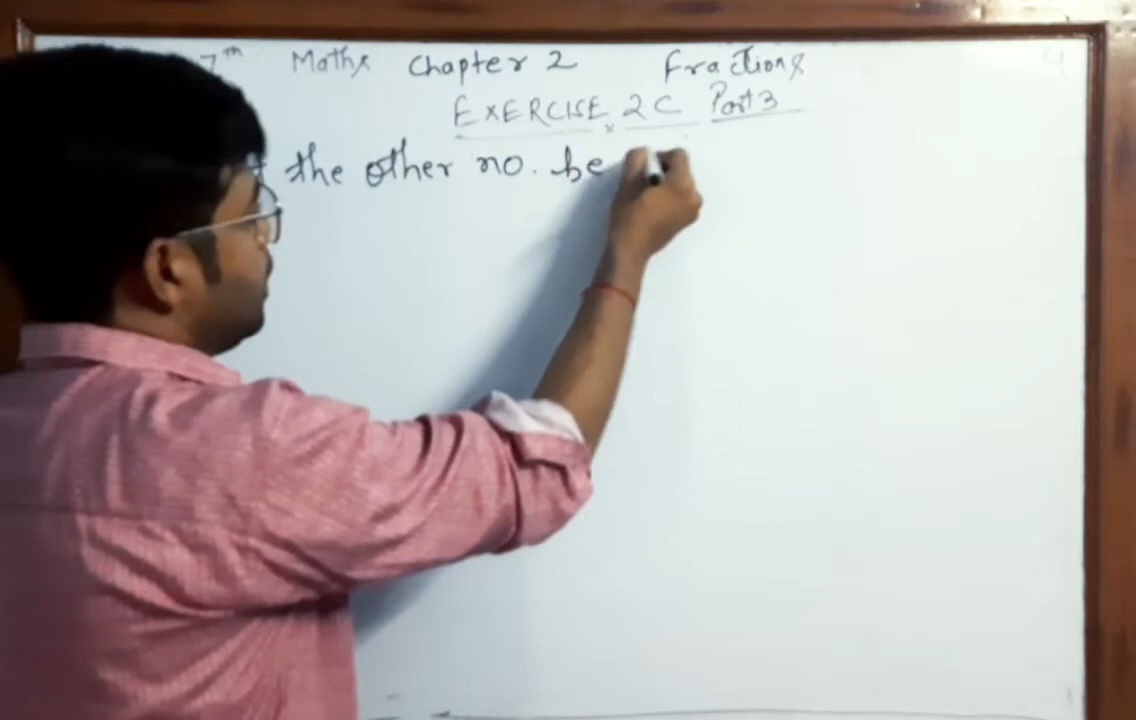 7th Maths Chapter 2 Fractions
EXERCISE 2C Part 3
the other no. be